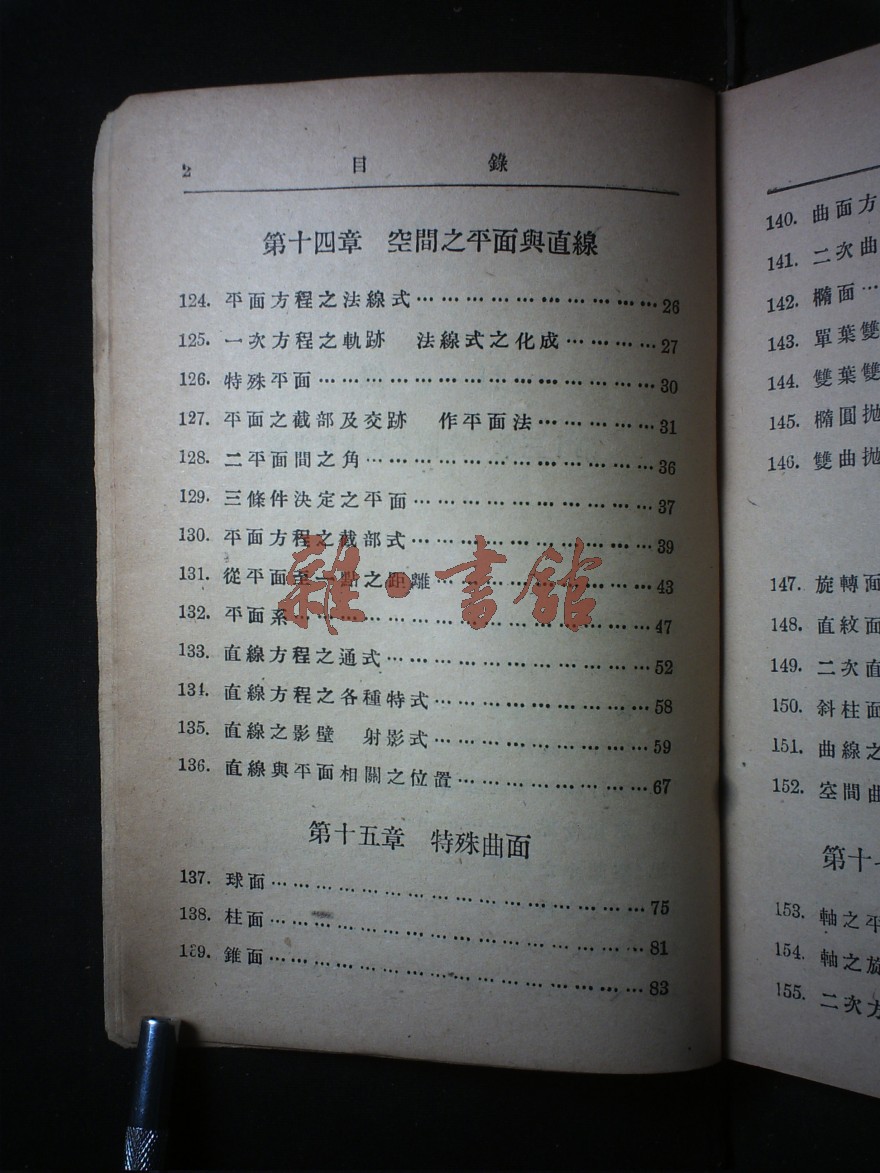 2 目錄
第十四章 空間之平面與直線
124. 平面方程之法線式………………………………26
125. 一次方程之軌跡 法線式之化成…………27
126. 特殊平面………………………………………30
127. 平面之截部及交跡 作平面法……………31
128. 二平面間之角…………………………………36
129. 三條件決定之平面……………………………37
130. 平面方程之截部式……………………………39
131. 從平面至一點之距離…………………………43
132. 平面系…………………………………………47
133. 直線方程之通式………………………………52
134. 直線方程之各種特式…………………………58
135. 直線之影壁 射影式…………………………59
136. 直線與平面相關之位置………………………67
第十五章 特殊曲面
137. 球面……………………………………………75
138. 柱面……………………………………………81
139. 錐面……………………………………………83
雜·書館
140. 曲面方
141. 二次曲
142. 橢面…
143. 單葉雙
144. 雙葉雙
145. 橢圓拋
146. 雙曲拋
147. 旋轉面
148. 直紋面
149. 二次直
150. 斜柱面
151. 曲線之
152. 空間曲
第十
153. 軸之平
154. 軸之旋
155. 二次方